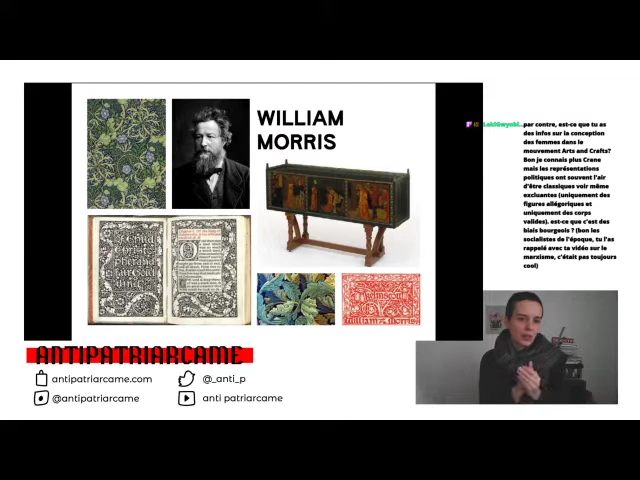 WILLIAM
MORRIS
par contre, est-ce que tu as
des infos sur la conception
des femmes dans le
mouvement Arts and Crafts?
Bon je connais plus Crane
mais les représentations
politiques ont souvent l'air
d'être classiques voir même
excluantes (uniquement des
figures allégoriques et
uniquement des corps
valides). est-ce que c'est des
biais bourgeois ? (bon les
socialistes de l'époque, tu l'as
rappelé avec ta vidéo sur le
marxisme, c'était pas toujours
cool)
ANTIPATRIARCAME
antipatriarcame.com
@_anti_p
@antipatriarcame
anti patriarcame